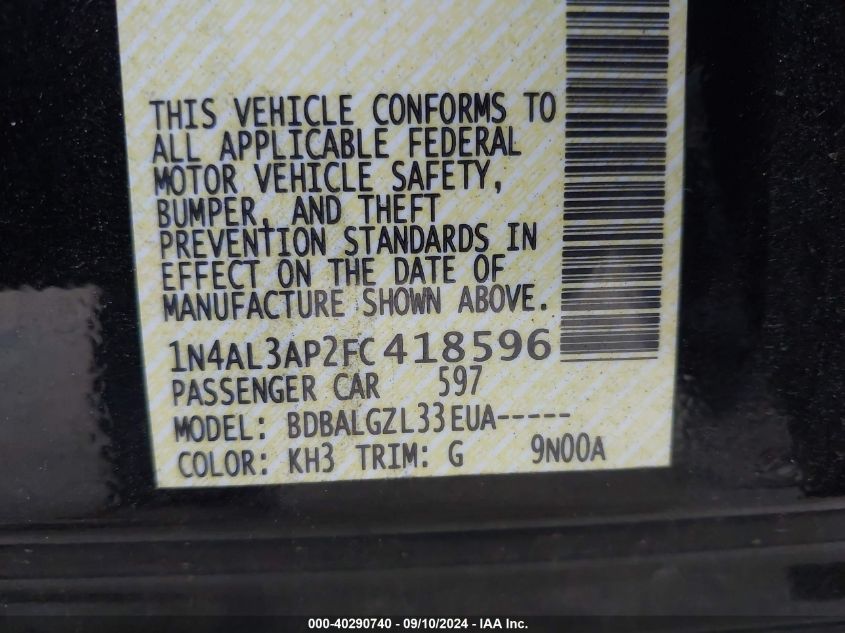 THIS VEHICLE CONFORMS TO
ALL APPLICABLE FEDERAL
MOTOR VEHICLE SAFETY,
BUMPER, AND THEFT
PREVENTION STANDARDS IN
EFFECT ON THE DATE OF
MANUFACTURE SHOWN ABOVE.
1N4AL3AP2FC418596
PASSENGER CAR 597
MODEL: BDBALGZL33EUA-----
COLOR: KH3 TRIM: G 9N00A
000-40290740 - 09/10/2024 - IAA Inc.